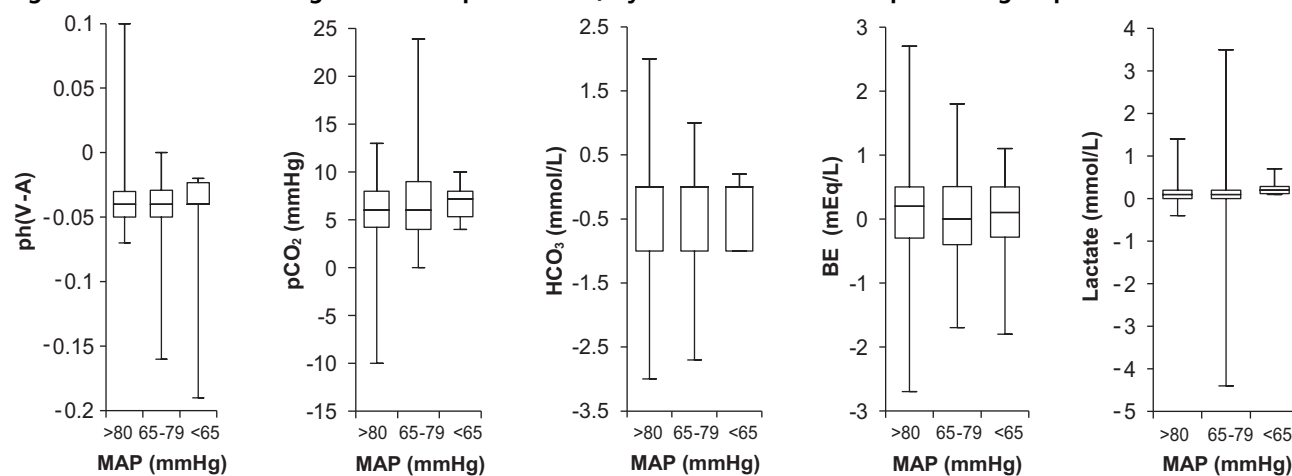 ph(V-A)
0.1
0.05
0
-0.05
-0.1
-0.15
-0.2
>80 65-79 <65
MAP (mmHg)
pCO₂ (mmHg)
25
20
15
10
5
0
-5
-10
-15
>80 65-79 <65
MAP (mmHg)
HCO₃ (mmol/L)
2.5
1.5
0.5
-0.5
-1.5
-2.5
-3.5
>80 65-79 <65
MAP (mmHg)
BE (mEq/L)
3
2
1
0
-1
-2
-3
>80 65-79 <65
MAP (mmHg)
Lactate (mmol/L)
4
3
2
1
0
-1
-2
-3
-4
-5
>80 65-79 <65
MAP (mmHg)